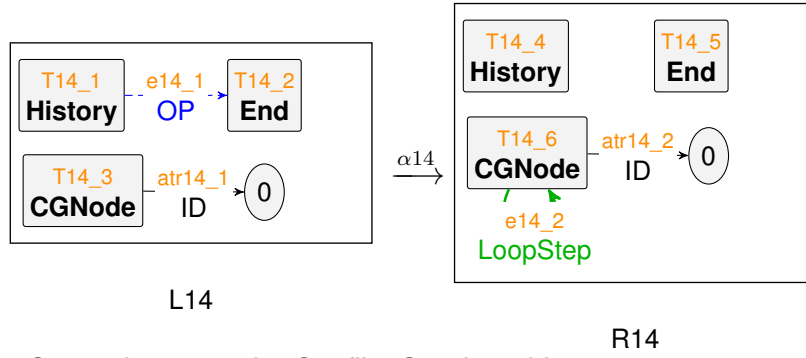 T14_1
History
e14_1
OP
T14_2
End
T14_3
CGNode
atr14_1
ID
0
L14
α14
T14_4
History
T14_5
End
T14_6
CGNode
atr14_2
ID
0
e14_2
LoopStep
R14